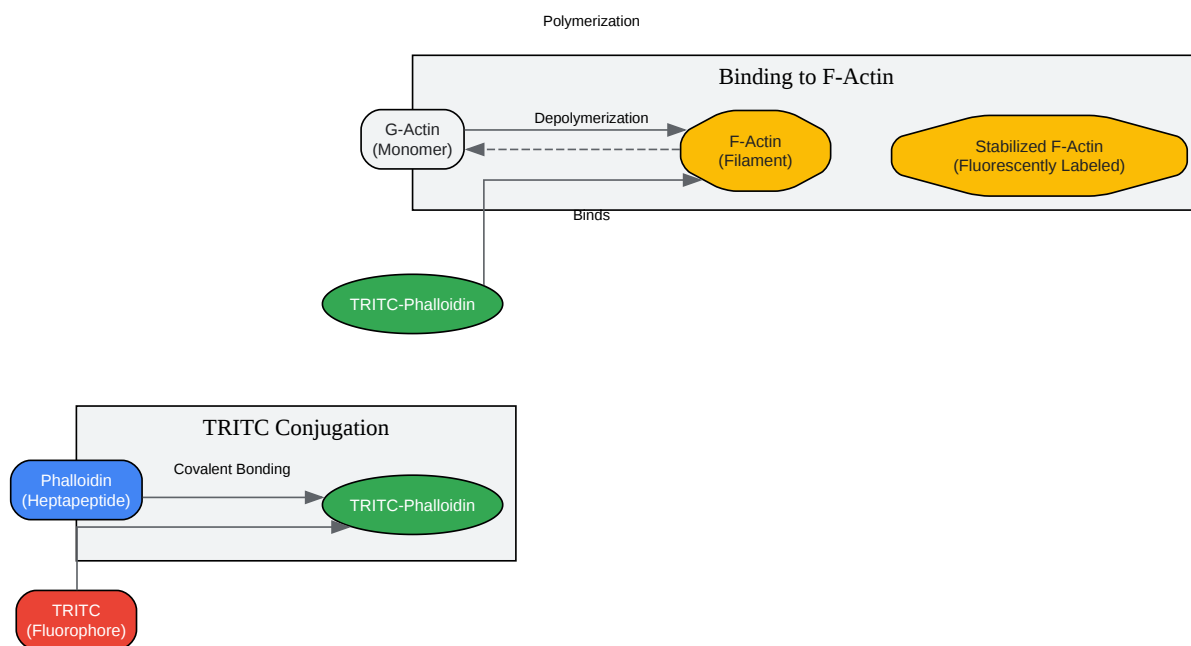 Polymerization
Binding to F-Actin
G-Actin
(Monomer)
Depolymerization
F-Actin
(Filament)
Stabilized F-Actin
(Fluorescently Labeled)
Binds
TRITC-Phalloidin
TRITC Conjugation
Phalloidin
(Heptapeptide)
Covalent Bonding
TRITC-Phalloidin
TRITC
(Fluorophore)